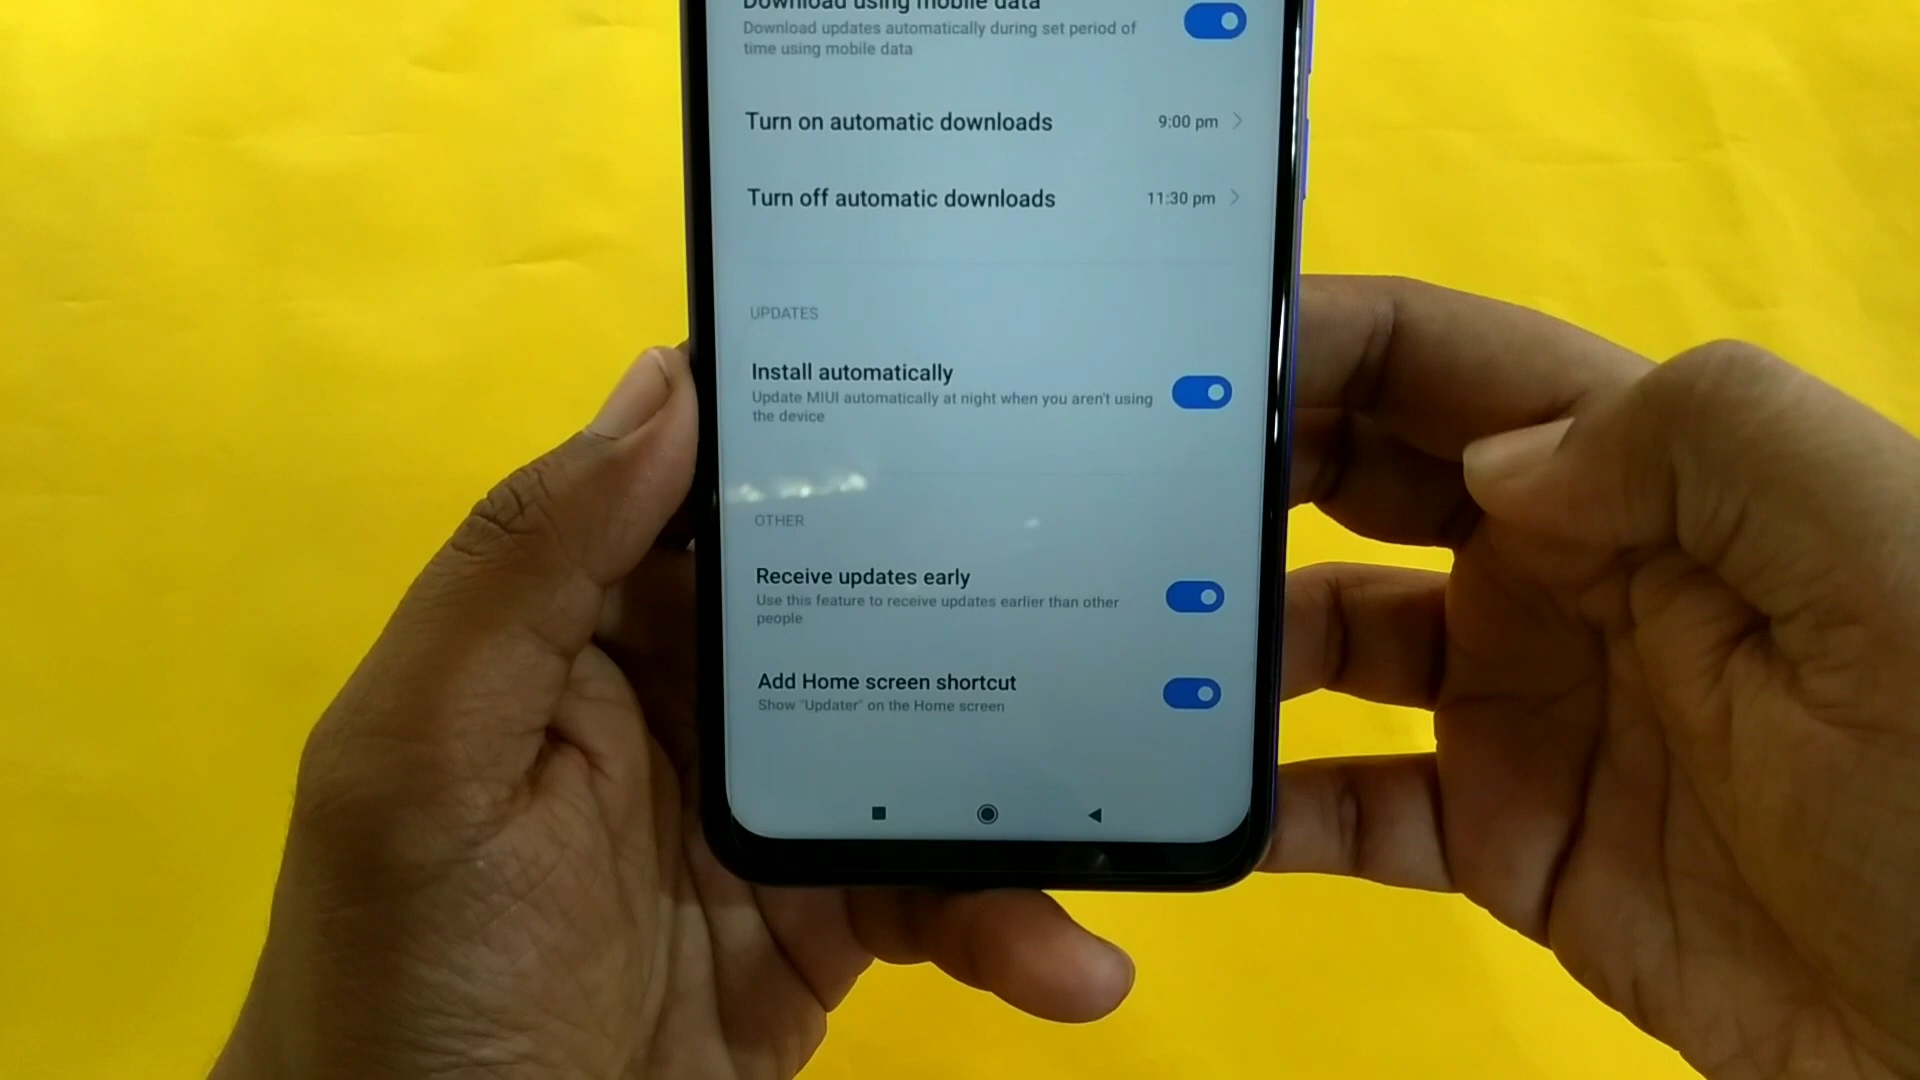 Download using mobile data
Download updates automatically during set period of
time using mobile data
Turn on automatic downloads
9:00 pm
Turn off automatic downloads
11:30 pm
UPDATES
Install automatically
Update MIUI automatically at night when you aren't using
the device
OTHER
Receive updates early
Use this feature to receive updates earlier than other
people
Add Home screen shortcut
Show "Updater" on the Home screen